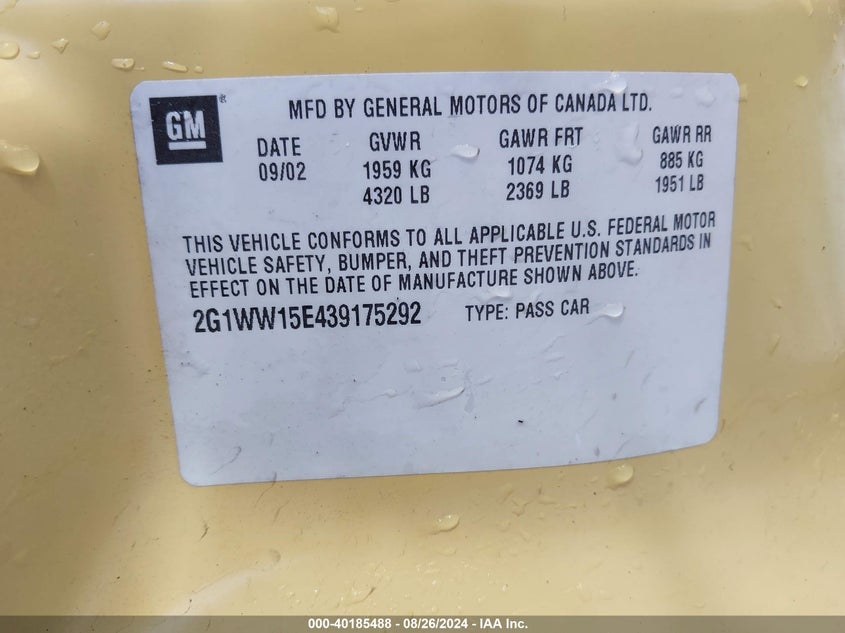 GM®
MFD BY GENERAL MOTORS OF CANADA LTD.
DATE GVWR GAWR FRT GAWR RR
09/02 1959 KG 1074 KG 885 KG
4320 LB 2369 LB 1951 LB
THIS VEHICLE CONFORMS TO ALL APPLICABLE U.S. FEDERAL MOTOR
VEHICLE SAFETY, BUMPER, AND THEFT PREVENTION STANDARDS IN
EFFECT ON THE DATE OF MANUFACTURE SHOWN ABOVE.
2G1WW15E439175292 TYPE: PASS CAR
000-40185488 - 08/26/2024 - IAA Inc.